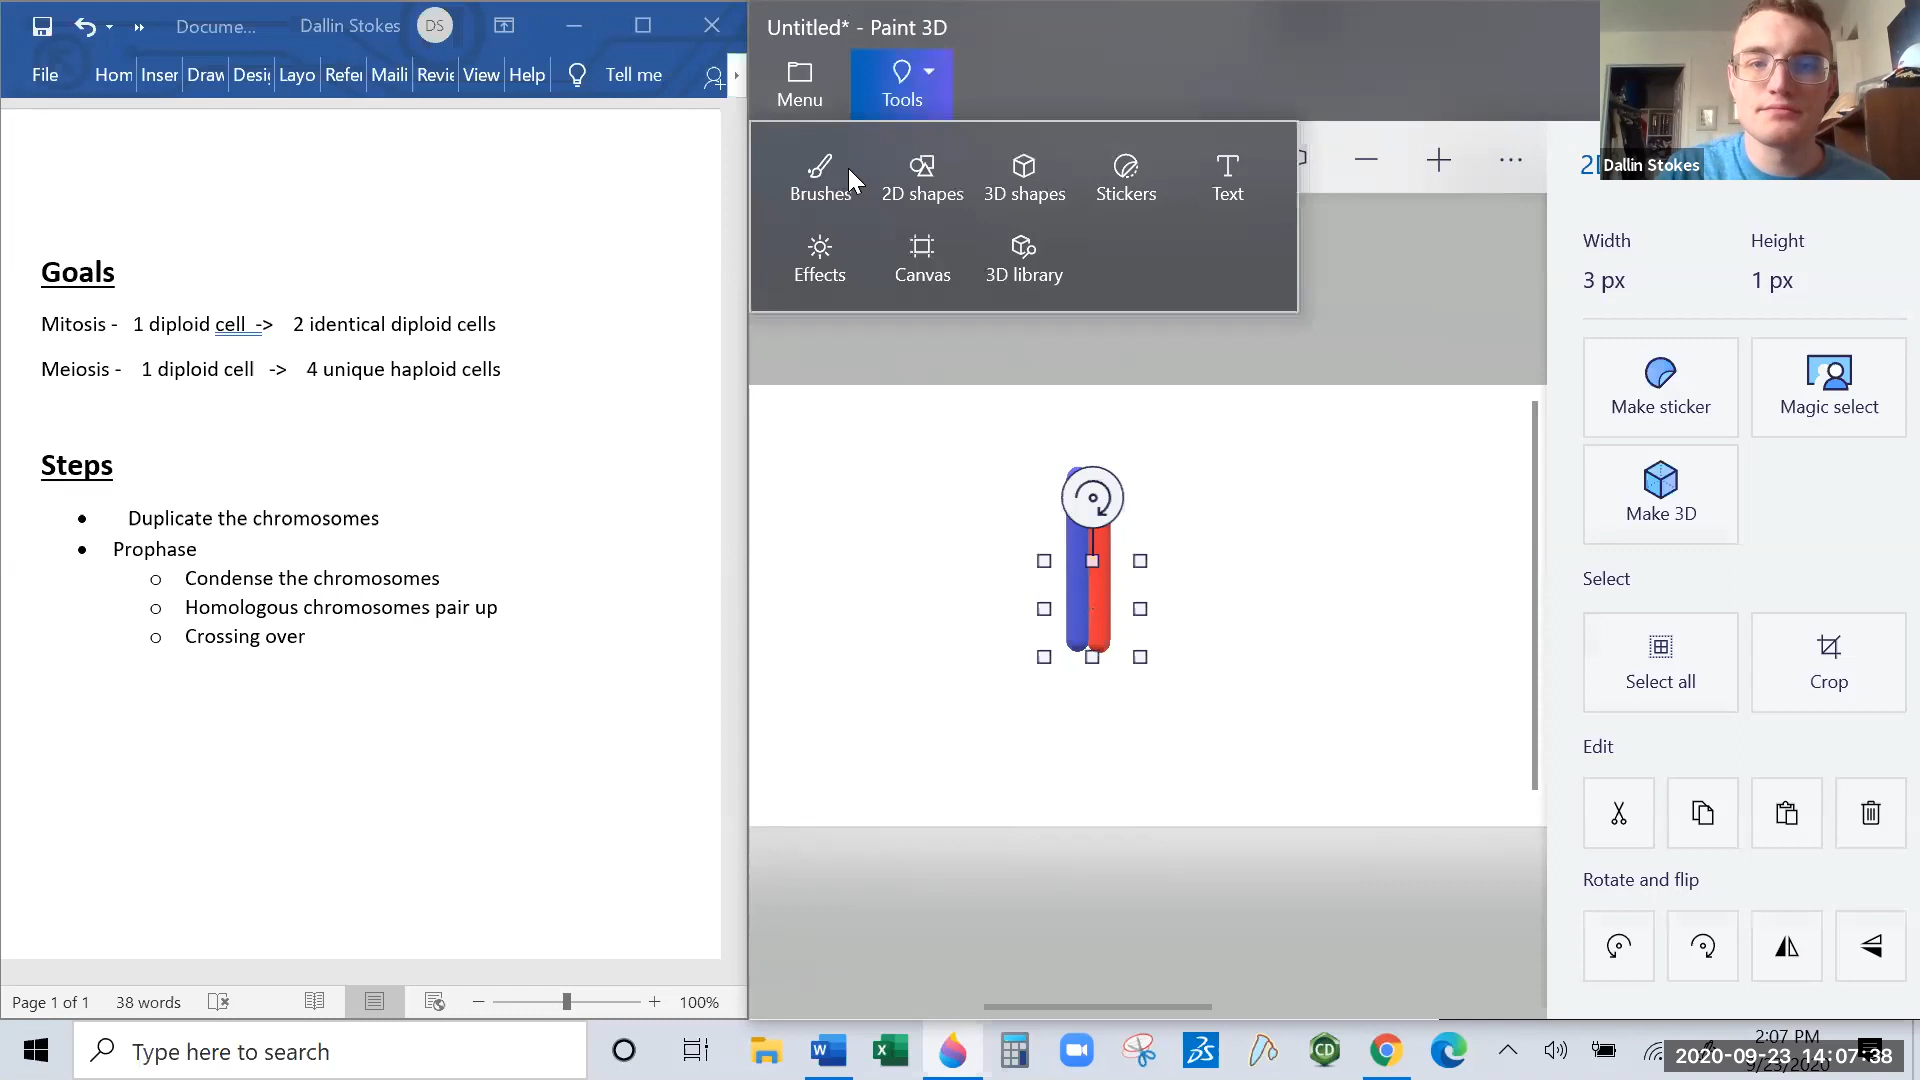 Docume...
Dallin Stokes
DS
File
Hom
Inser
Draw
Desi
Layo
Refer
Maili
Revie
View
Help
Tell me
Goals
Mitosis - 1 diploid cell -> 2 identical diploid cells
Meiosis - 1 diploid cell -> 4 unique haploid cells
Steps
• Duplicate the chromosomes
• Prophase
o Condense the chromosomes
o Homologous chromosomes pair up
o Crossing over
Page 1 of 1
38 words
100%
Untitled* - Paint 3D
Menu
Tools
Brushes
2D shapes
3D shapes
Stickers
Text
Effects
Canvas
3D library
Dallin Stokes
Width
Height
3 px
1 px
Make sticker
Magic select
Make 3D
Select
Select all
Crop
Edit
Rotate and flip
Type here to search
2:07 PM
9/23/2020
2020-09-23 14:07:38